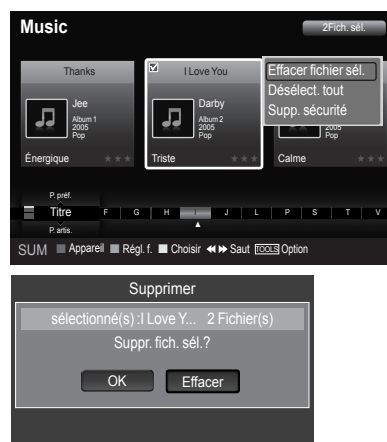 Music
2Fich. sél.
Thanks
I Love You
Effacer fichier sél.
Désélect. tout
Supp. sécurité
Jee
Album 1
2005
Pop
Darby
Album 2
2005
Pop
2005
Pop
Énergique ★★★
Triste ★★★
Calme ★★★
P. préf.
Titre F G H I J L P S T V
P. artis.
SUM Appareil Régl. f. Choisir Saut TOOLS Option
Supprimer
sélectionné(s) :I Love Y... 2 Fichier(s)
Suppr. fich. sél.?
OK Effacer